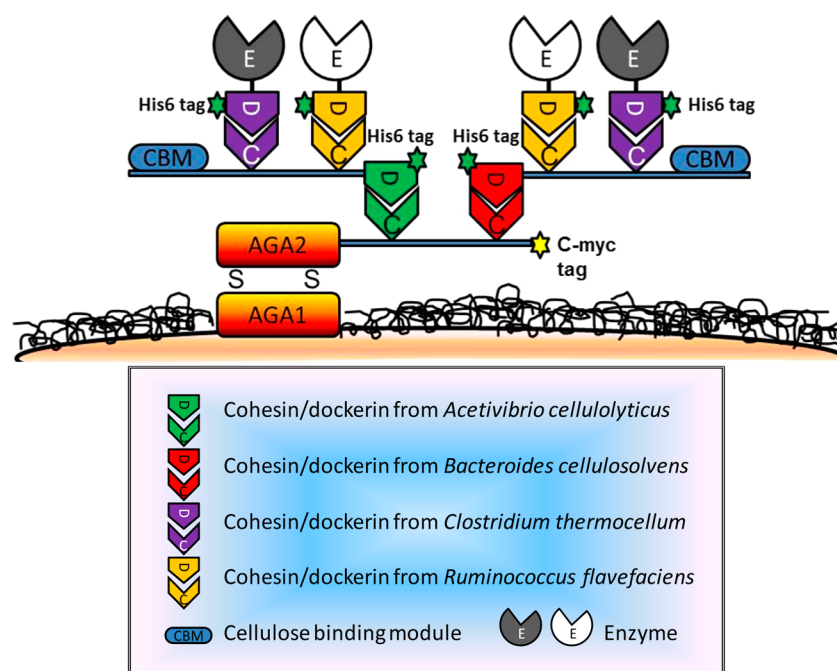 E E E E
His6 tag D D His6 tag His6 tag D D His6 tag
CBM C C D D C C CBM
C C
AGA2 C-myc
tag
S S
AGA1
D
C Cohesin/dockerin from Acetivibrio cellulolyticus
D
C Cohesin/dockerin from Bacteroides cellulosolvens
D
C Cohesin/dockerin from Clostridium thermocellum
D
C Cohesin/dockerin from Ruminococcus flavefaciens
CBM Cellulose binding module E E Enzyme